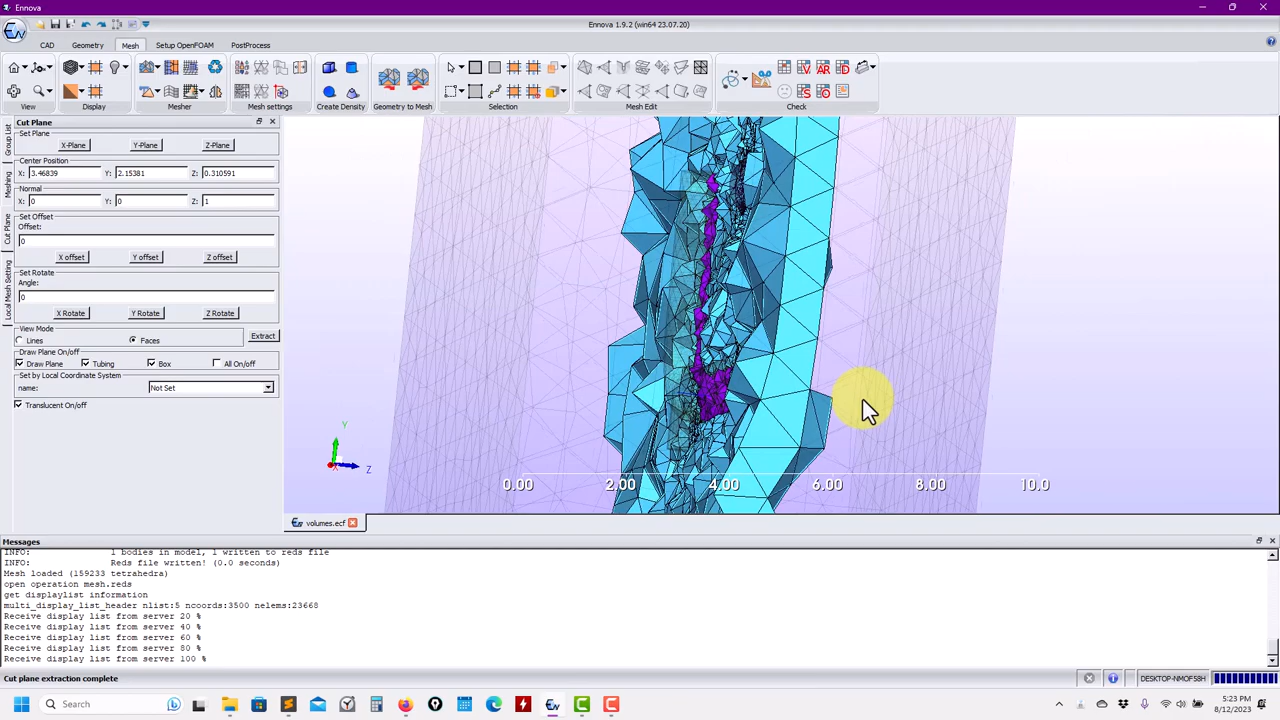 Ennova
Ennova 1.9.2 (win64 23.07.20)
CAD Geometry Mesh Setup OpenFOAM PostProcess
View Display Mesher Mesh settings Create Density Geometry to Mesh Selection Mesh Edit Check
Cut Plane
Set Plane
X-Plane Y-Plane Z-Plane
Center Position
X: 3.46839 Y: 2.15381 Z: 0.310591
Normal
X: 0 Y: 0 Z: 1
Set Offset
Offset:
0
X offset Y offset Z offset
Set Rotate
Angle:
0
X Rotate Y Rotate Z Rotate
View Mode
Lines Faces Extract
Draw Plane On/off
Draw Plane Tubing Box All On/off
Set by Local Coordinate System
name: Not Set
Translucent On/off
Group List
Meshing
Cut Plane
Local Mesh Setting
Y
Z
0.00 2.00 4.00 6.00 8.00 10.0
volumes.ecf
Messages
INFO: 1 bodies in model, 1 written to reds file
INFO: Reds file written! (0.0 seconds)
Mesh loaded (159233 tetrahedra)
open operation mesh.reds
get displaylist information
multi_display_list_header nlist:5 ncoords:3500 nelems:23668
Receive display list from server 20 %
Receive display list from server 40 %
Receive display list from server 60 %
Receive display list from server 80 %
Receive display list from server 100 %
Cut plane extraction complete
DESKTOP-NMOF58H
Search
8/12/2023